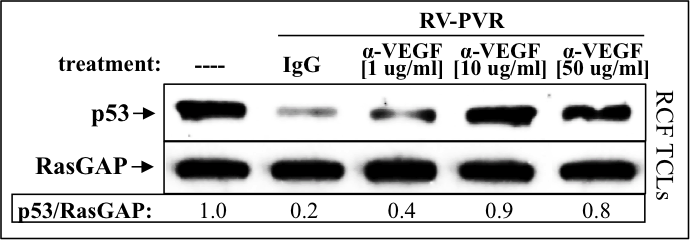 RV-PVR
treatment: ---- IgG α-VEGF [1 ug/ml] α-VEGF [10 ug/ml] α-VEGF [50 ug/ml]
p53
RasGAP
p53/RasGAP: 1.0 0.2 0.4 0.9 0.8
RCF TCLs